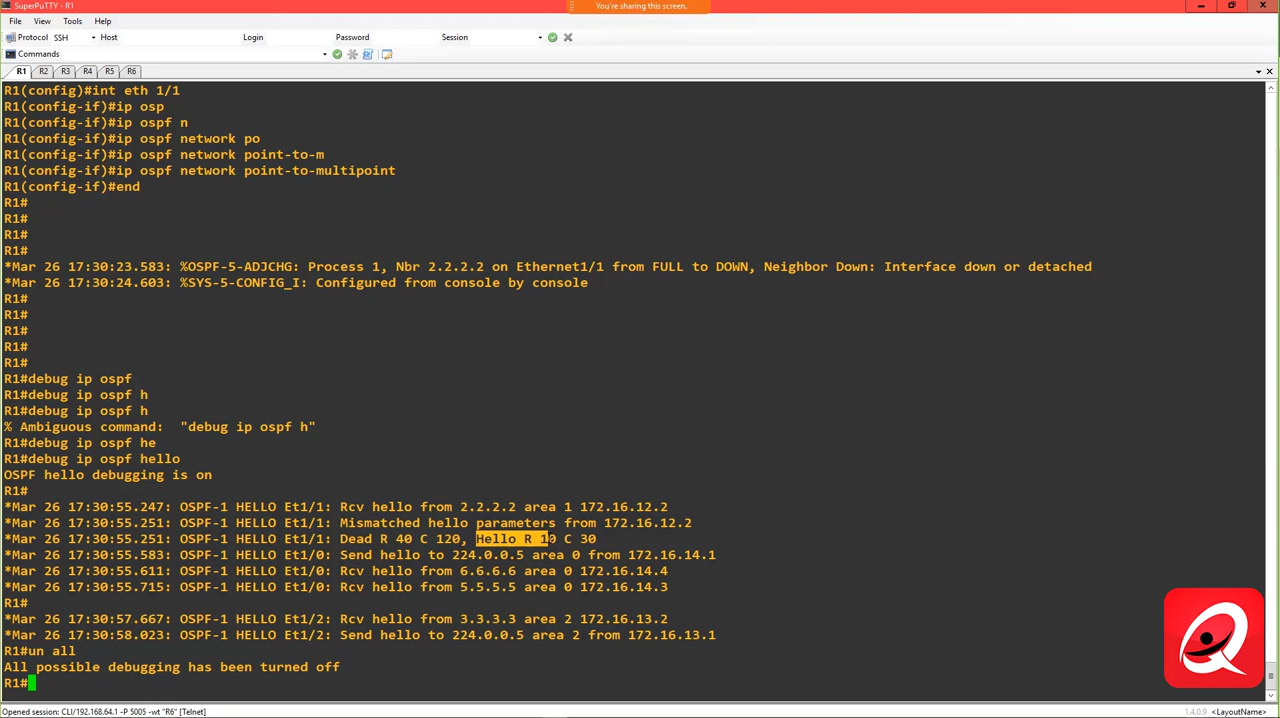 SuperPuTTY - R1
You're sharing this screen.
File View Tools Help
Protocol SSH Host Login Password Session
Commands
R1 R2 R3 R4 R5 R6
R1(config)#int eth 1/1
R1(config-if)#ip osp
R1(config-if)#ip ospf n
R1(config-if)#ip ospf network po
R1(config-if)#ip ospf network point-to-m
R1(config-if)#ip ospf network point-to-multipoint
R1(config-if)#end
R1#
R1#
R1#
R1#
*Mar 26 17:30:23.583: %OSPF-5-ADJCHG: Process 1, Nbr 2.2.2.2 on Ethernet1/1 from FULL to DOWN, Neighbor Down: Interface down or detached
*Mar 26 17:30:24.603: %SYS-5-CONFIG_I: Configured from console by console
R1#
R1#
R1#
R1#
R1#
R1#debug ip ospf
R1#debug ip ospf h
R1#debug ip ospf h
% Ambiguous command:  "debug ip ospf h"
R1#debug ip ospf he
R1#debug ip ospf hello
OSPF hello debugging is on
R1#
*Mar 26 17:30:55.247: OSPF-1 HELLO Et1/1: Rcv hello from 2.2.2.2 area 1 172.16.12.2
*Mar 26 17:30:55.251: OSPF-1 HELLO Et1/1: Mismatched hello parameters from 172.16.12.2
*Mar 26 17:30:55.251: OSPF-1 HELLO Et1/1: Dead R 40 C 120, Hello R 10 C 30
*Mar 26 17:30:55.583: OSPF-1 HELLO Et1/0: Send hello to 224.0.0.5 area 0 from 172.16.14.1
*Mar 26 17:30:55.611: OSPF-1 HELLO Et1/0: Rcv hello from 6.6.6.6 area 0 172.16.14.4
*Mar 26 17:30:55.715: OSPF-1 HELLO Et1/0: Rcv hello from 5.5.5.5 area 0 172.16.14.3
R1#
*Mar 26 17:30:57.667: OSPF-1 HELLO Et1/2: Rcv hello from 3.3.3.3 area 2 172.16.13.2
*Mar 26 17:30:58.023: OSPF-1 HELLO Et1/2: Send hello to 224.0.0.5 area 2 from 172.16.13.1
R1#un all
All possible debugging has been turned off
R1#
Opened session: CLI/192.168.64.1 -P 5005 -wt "R6" [Telnet] 1.4.0.9 <LayoutName>